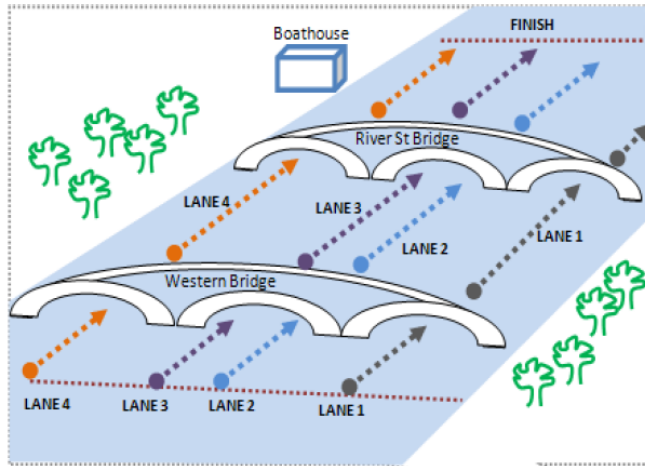 FINISH
Boathouse
River St Bridge
LANE 4
LANE 3
LANE 2
LANE 1
Western Bridge
LANE 4
LANE 3
LANE 2
LANE 1